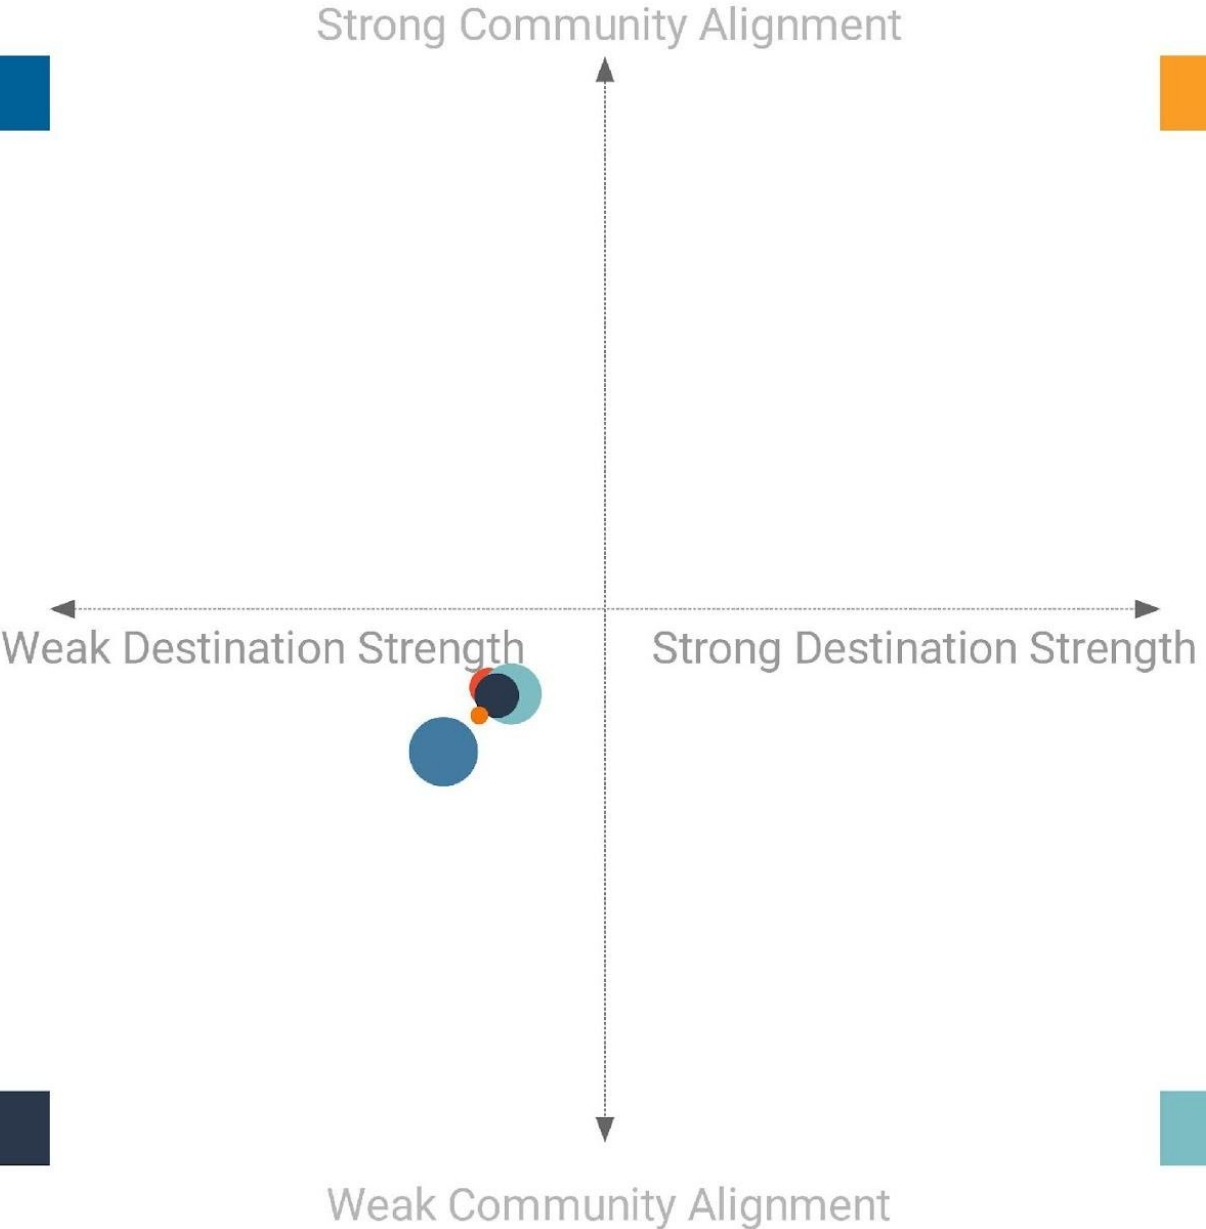 Strong Community Alignment
Weak Destination Strength
Strong Destination Strength
Weak Community Alignment